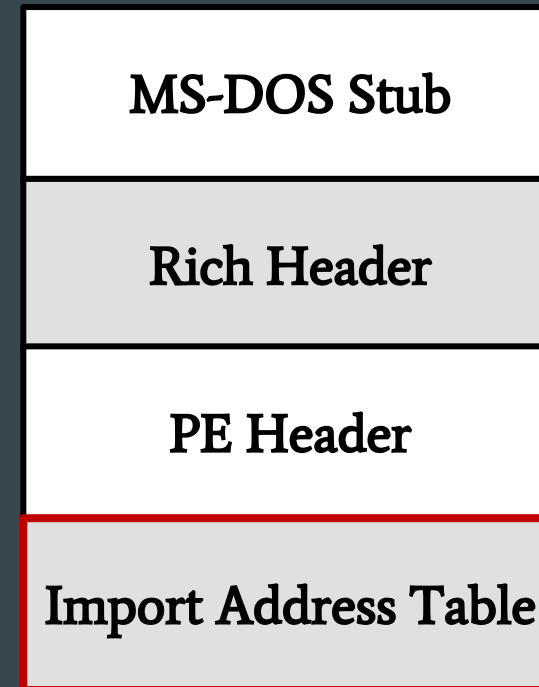 MS-DOS Stub
Rich Header
PE Header
Import Address Table